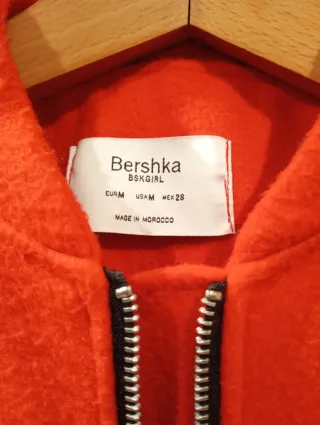 Bershka
BSKGIRL
EUR M USA M MEX 28
MADE IN MOROCCO